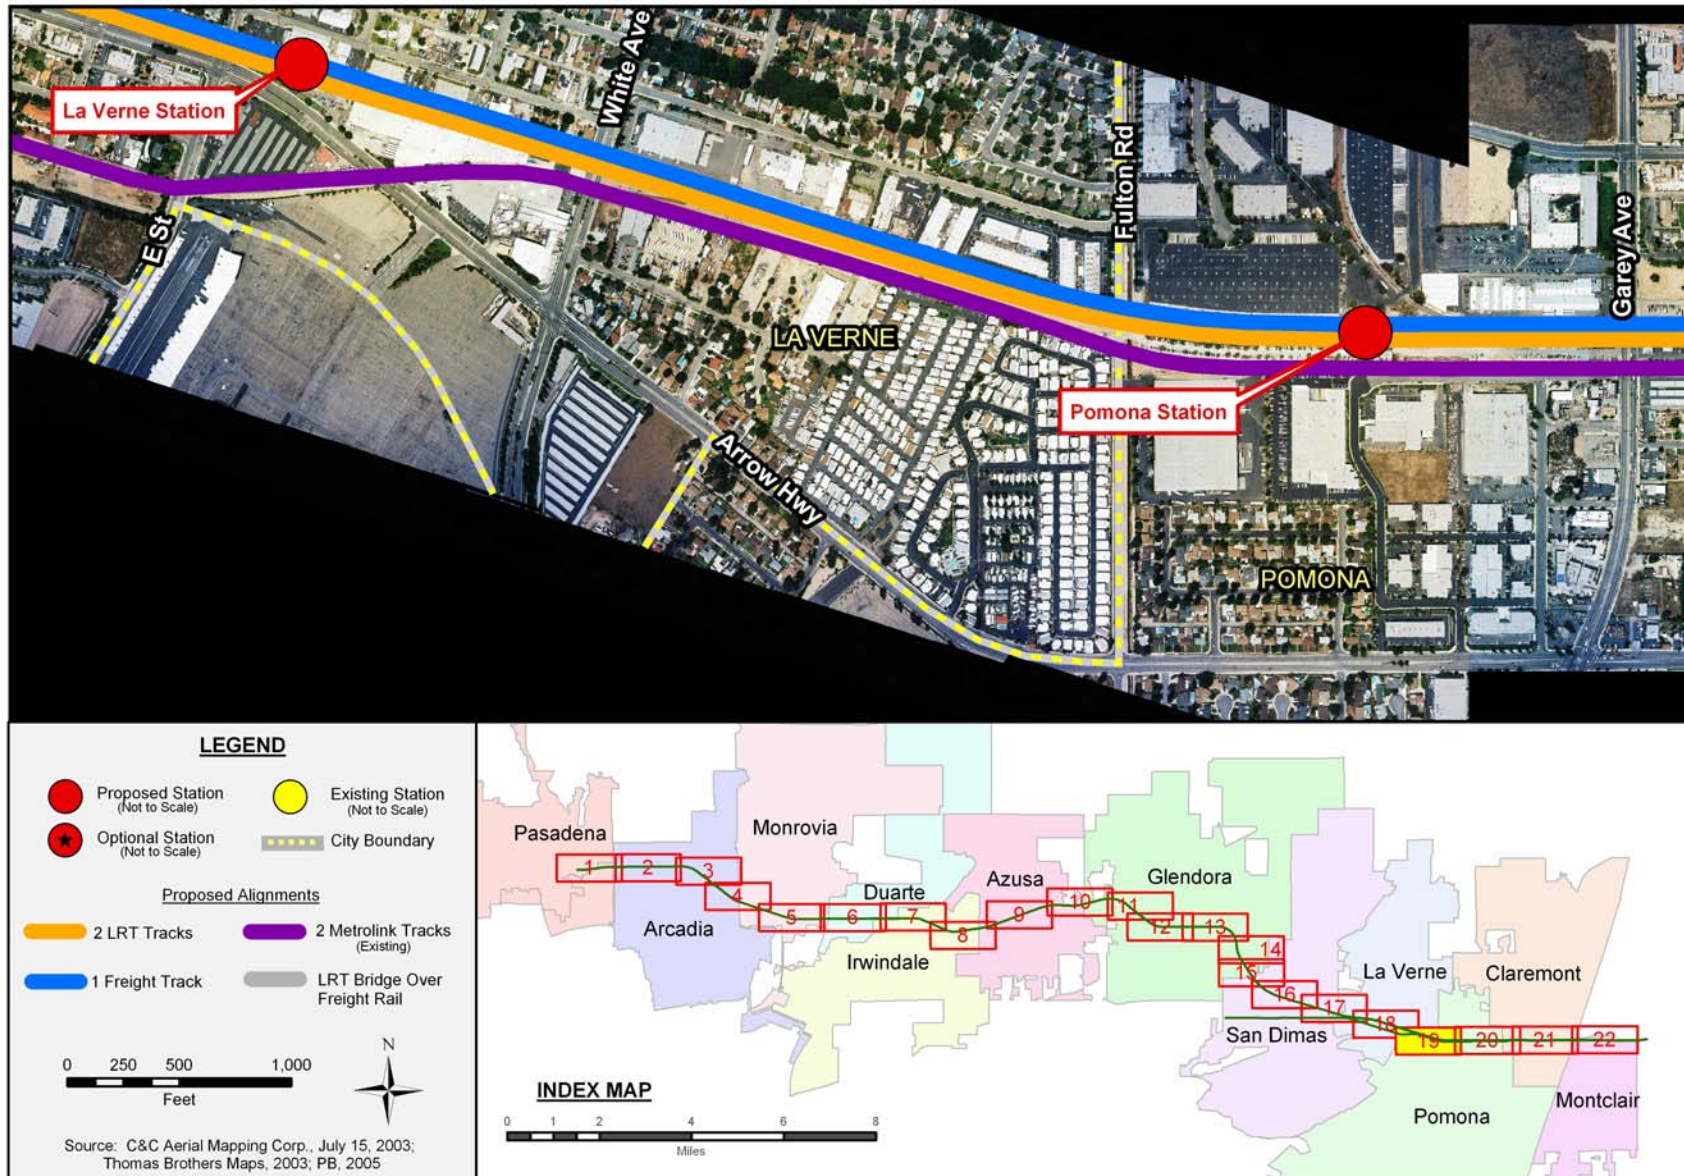 White Ave
La Verne Station
Fulton Rd
E St
Garey Ave
LA VERNE
Pomona Station
Arrow Hwy
POMONA
LEGEND
Proposed Station
(Not to Scale)
Existing Station
(Not to Scale)
Optional Station
(Not to Scale)
City Boundary
Proposed Alignments
2 LRT Tracks
2 Metrolink Tracks
(Existing)
1 Freight Track
LRT Bridge Over
Freight Rail
N
0 250 500 1,000
Feet
Source: C&C Aerial Mapping Corp., July 15, 2003;
Thomas Brothers Maps, 2003; PB, 2005
Pasadena
Monrovia
Arcadia
Duarte
Azusa
Irwindale
Glendora
La Verne
Claremont
San Dimas
Pomona
Montclair
1
2
3
4
5
6
7
8
9
10
11
12
13
14
15
16
17
18
19
20
21
22
INDEX MAP
0 1 2 4 6 8
Miles